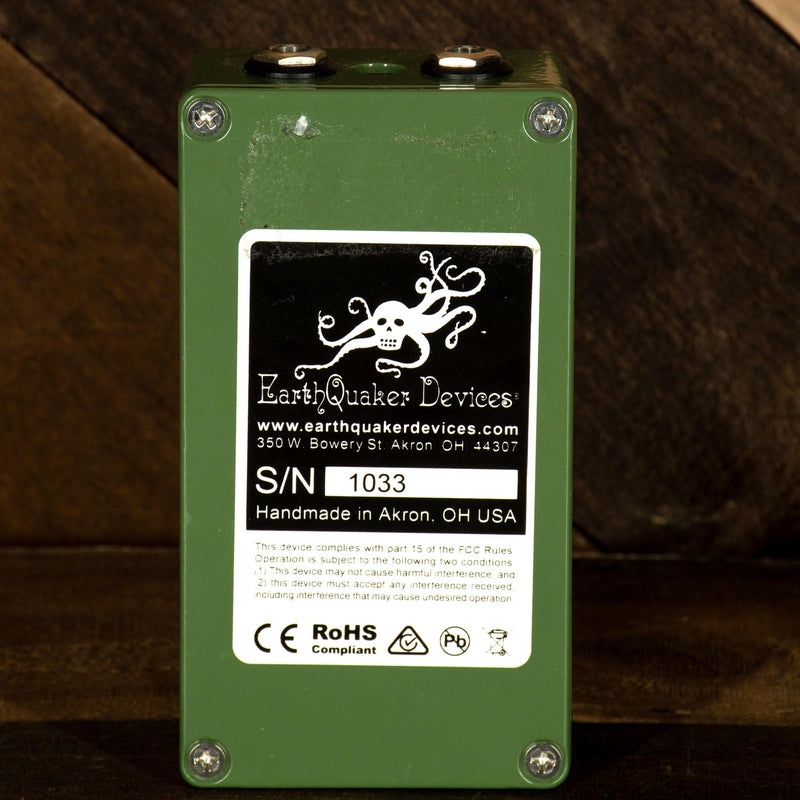 EarthQuaker Devices
www.earthquakerdevices.com
350 W. Bowery St. Akron, OH 44307
S/N 1033
Handmade in Akron, OH USA
This device complies with part 15 of the FCC Rules
Operation is subject to the following two conditions
(1) This device may not cause harmful interference, and
(2) this device must accept any interference received,
including interference that may cause undesired operation
CE RoHS Compliant Pb